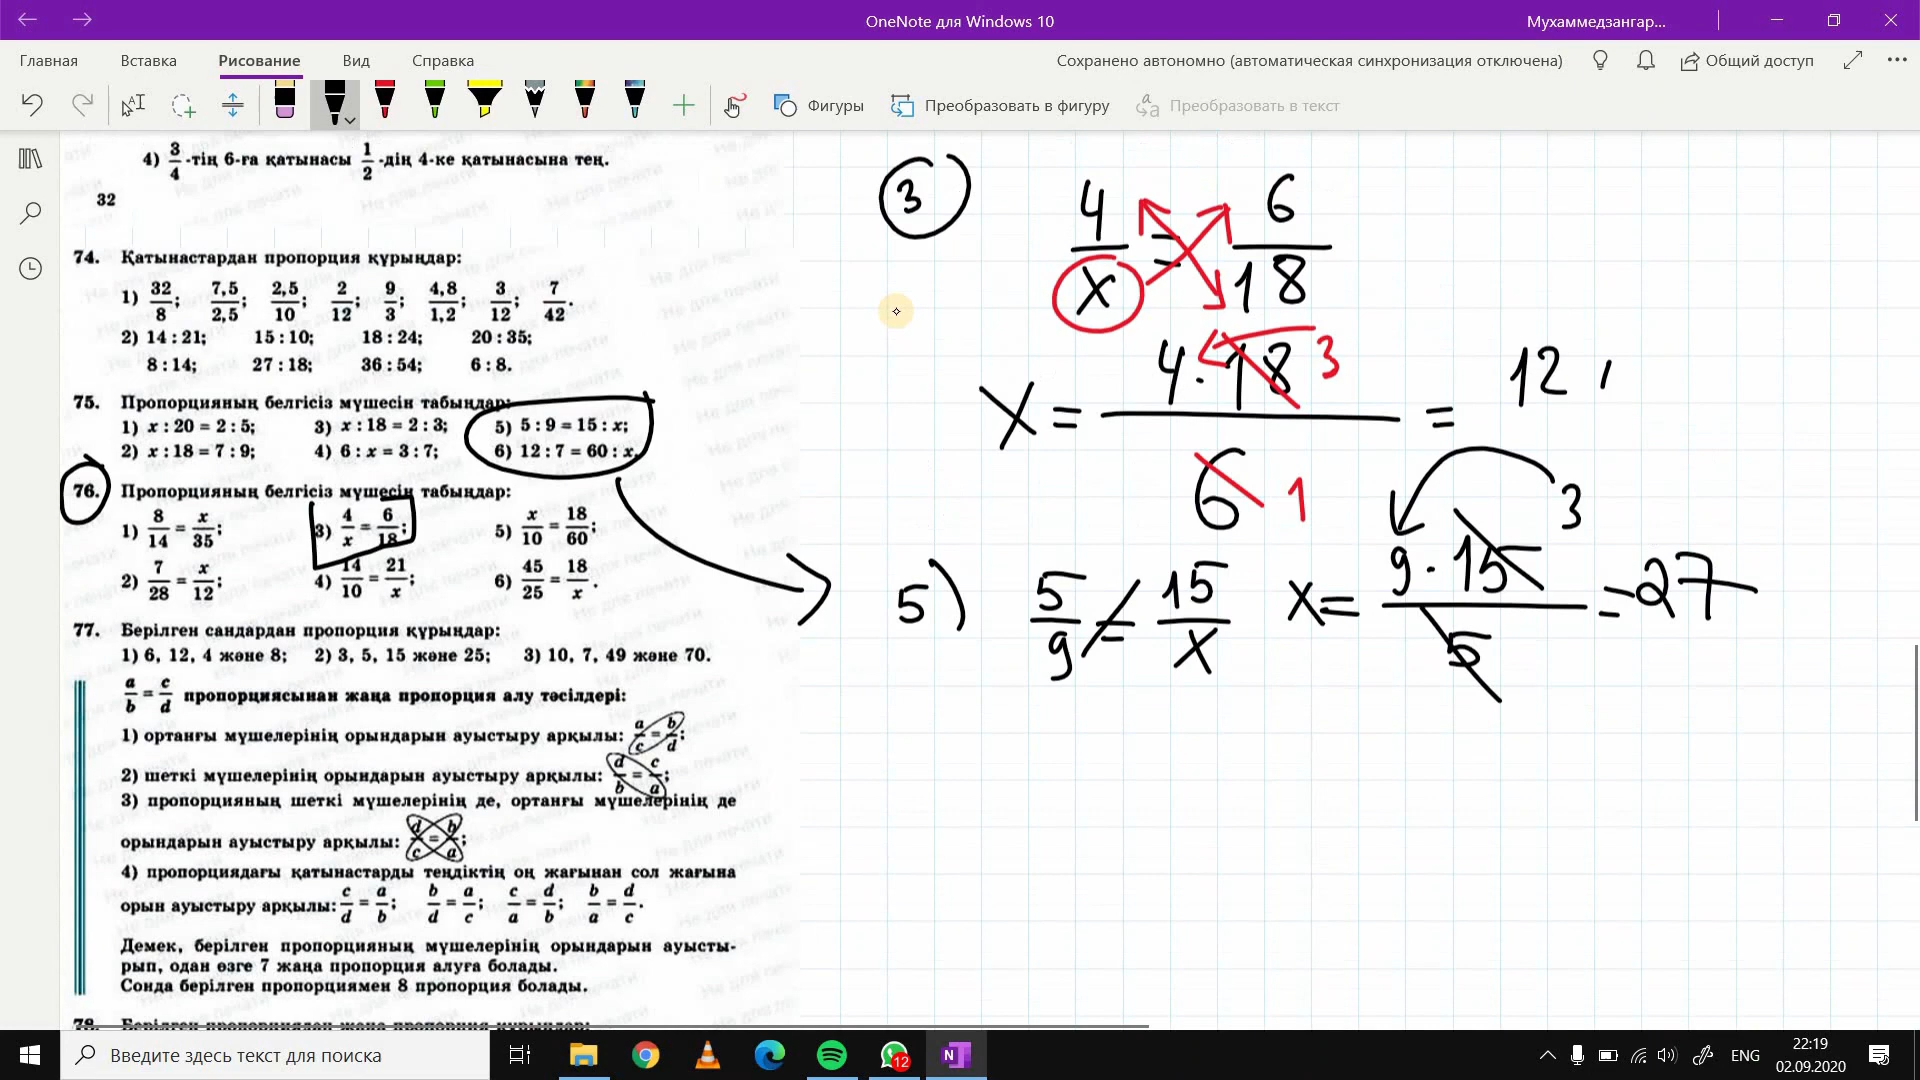 OneNote для Windows 10
Мухаммедзангар...
Главная Вставка Рисование Вид Справка
Сохранено автономно (автоматическая синхронизация отключена) Общий доступ
Фигуры Преобразовать в фигуру Преобразовать в текст
4) 3/4 -тің 6-ға қатынасы 1/2 -дің 4-ке қатынасына тең.
32
74. Қатынастардан пропорция құрыңдар:
1) 32/8; 7,5/2,5; 2,5/10; 2/12; 9/3; 4,8/1,2; 3/12; 7/42.
2) 14 : 21; 15 : 10; 18 : 24; 20 : 35;
8 : 14; 27 : 18; 36 : 54; 6 : 8.
75. Пропорцияның белгісіз мүшесін табыңдар:
1) x : 20 = 2 : 5; 3) x : 18 = 2 : 3; 5) 5 : 9 = 15 : x;
2) x : 18 = 7 : 9; 4) 6 : x = 3 : 7; 6) 12 : 7 = 60 : x.
76. Пропорцияның белгісіз мүшесін табыңдар:
1) 8/14 = x/35; 3) 4/x = 6/18; 5) x/10 = 18/60;
2) 7/28 = x/12; 4) 14/10 = 21/x; 6) 45/25 = 18/x.
77. Берілген сандардан пропорция құрыңдар:
1) 6, 12, 4 және 8; 2) 3, 5, 15 және 25; 3) 10, 7, 49 және 70.
a/b = c/d пропорциясынан жаңа пропорция алу тәсілдері:
1) ортанғы мүшелерінің орындарын ауыстыру арқылы: a/c = b/d;
2) шеткі мүшелерінің орындарын ауыстыру арқылы: d/b = c/a;
3) пропорцияның шеткі мүшелерінің де, ортанғы мүшелерінің де
орындарын ауыстыру арқылы: d/c = b/a;
4) пропорциядағы қатынастарды теңдіктің оң жағынан сол жағына
орын ауыстыру арқылы: c/d = a/b; b/d = a/c; c/a = d/b; b/a = d/c.
Демек, берілген пропорцияның мүшелерінің орындарын ауысты-
рып, одан өзге 7 жаңа пропорция алуға болады.
Сонда берілген пропорциямен 8 пропорция болады.
3
4/x = 6/18
x = 4·18/6 = 12,
3
1
5) 5/9 = 15/x x = 9·15/5 = 27
3
Введите здесь текст для поиска
12
ENG
22:19
02.09.2020